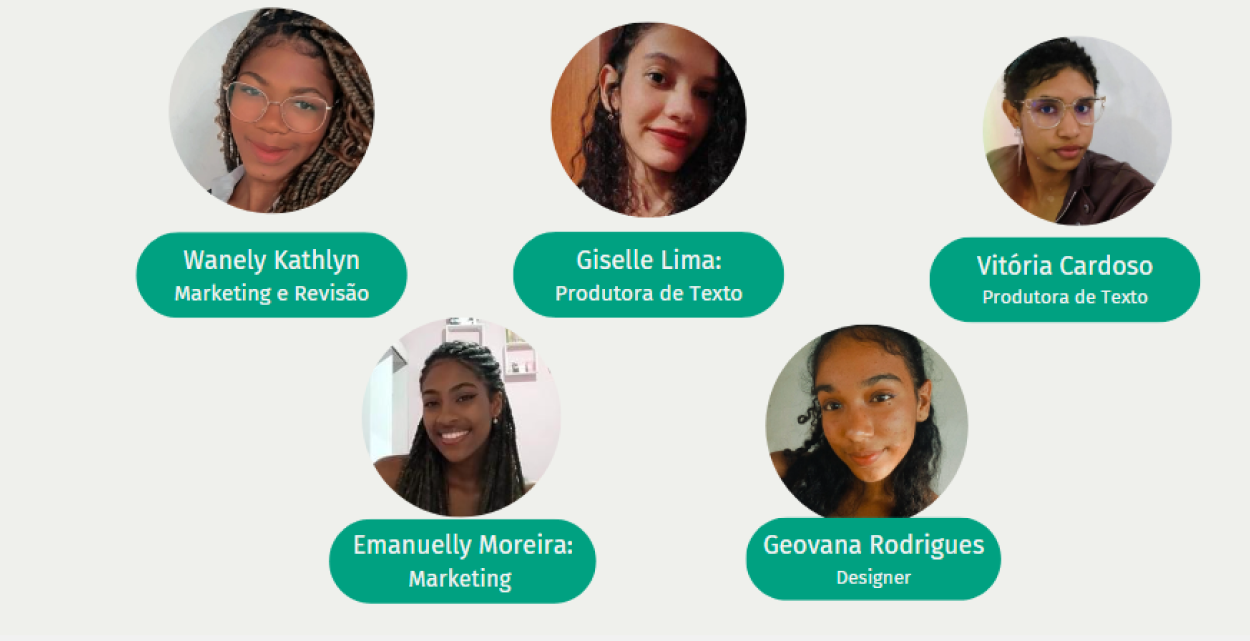 Wanely Kathlyn
Marketing e Revisão
Giselle Lima:
Produtora de Texto
Vitória Cardoso
Produtora de Texto
Emanuelly Moreira:
Marketing
Geovana Rodrigues
Designer